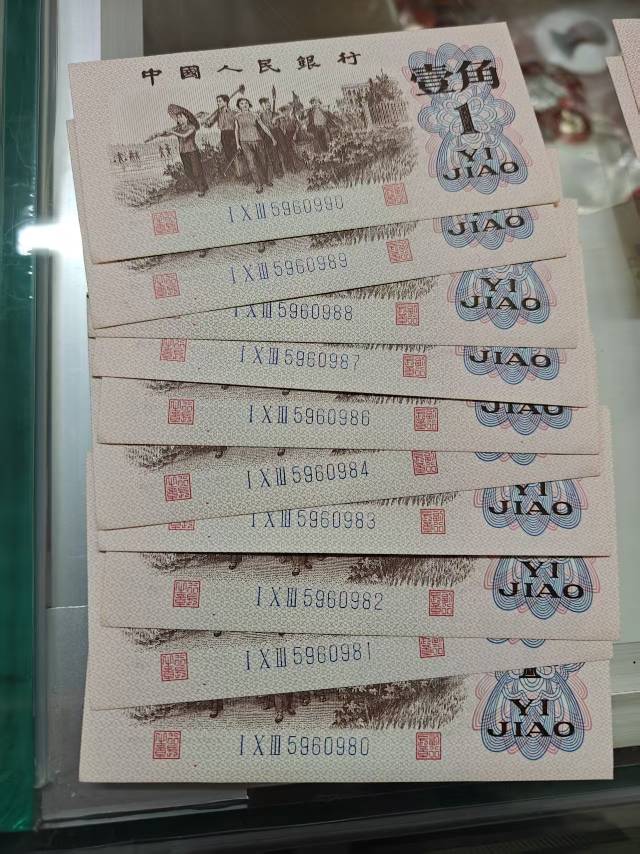 中國人民銀行
壹角
1
YI
JIAO
I X III 5960990
JIAO
I X III 5960989
YI
JIAO
I X III 5960988
JIAO
I X III 5960987
JIAO
I X III 5960986
I X III 5960984
YI
JIAO
I X III 5960983
YI
JIAO
I X III 5960982
I X III 5960981
YI
JIAO
I X III 5960980